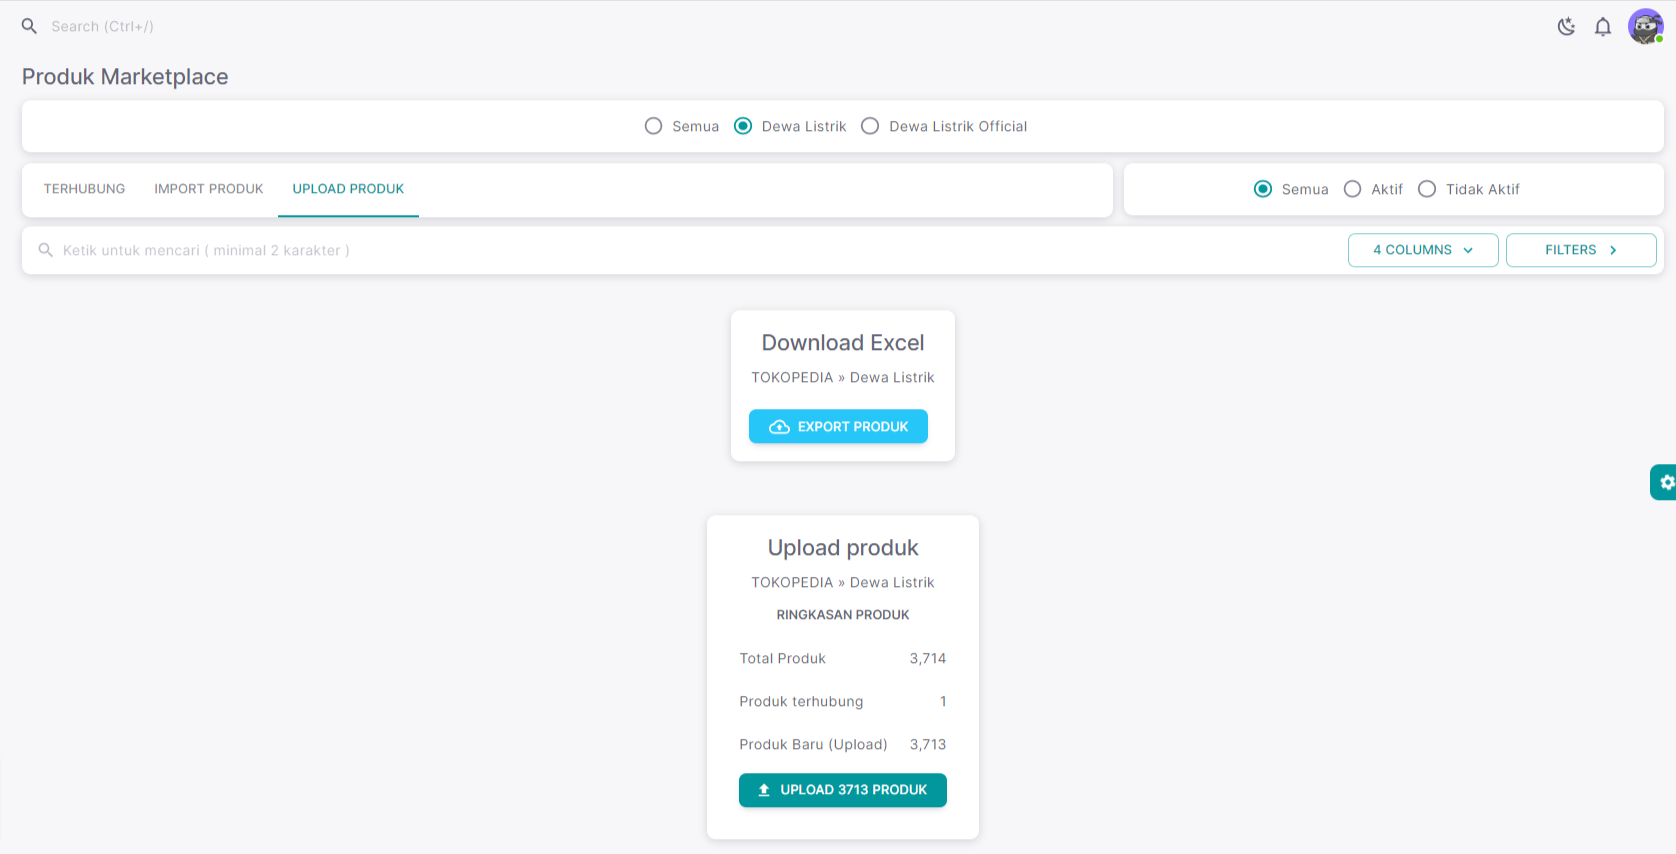 Search (Ctrl+/)
Produk Marketplace
Semua Dewa Listrik Dewa Listrik Official
TERHUBUNG IMPORT PRODUK UPLOAD PRODUK
Semua Aktif Tidak Aktif
Ketik untuk mencari ( minimal 2 karakter )
4 COLUMNS
FILTERS
Download Excel
TOKOPEDIA » Dewa Listrik
EXPORT PRODUK
Upload produk
TOKOPEDIA » Dewa Listrik
RINGKASAN PRODUK
Total Produk 3,714
Produk terhubung 1
Produk Baru (Upload) 3,713
UPLOAD 3713 PRODUK